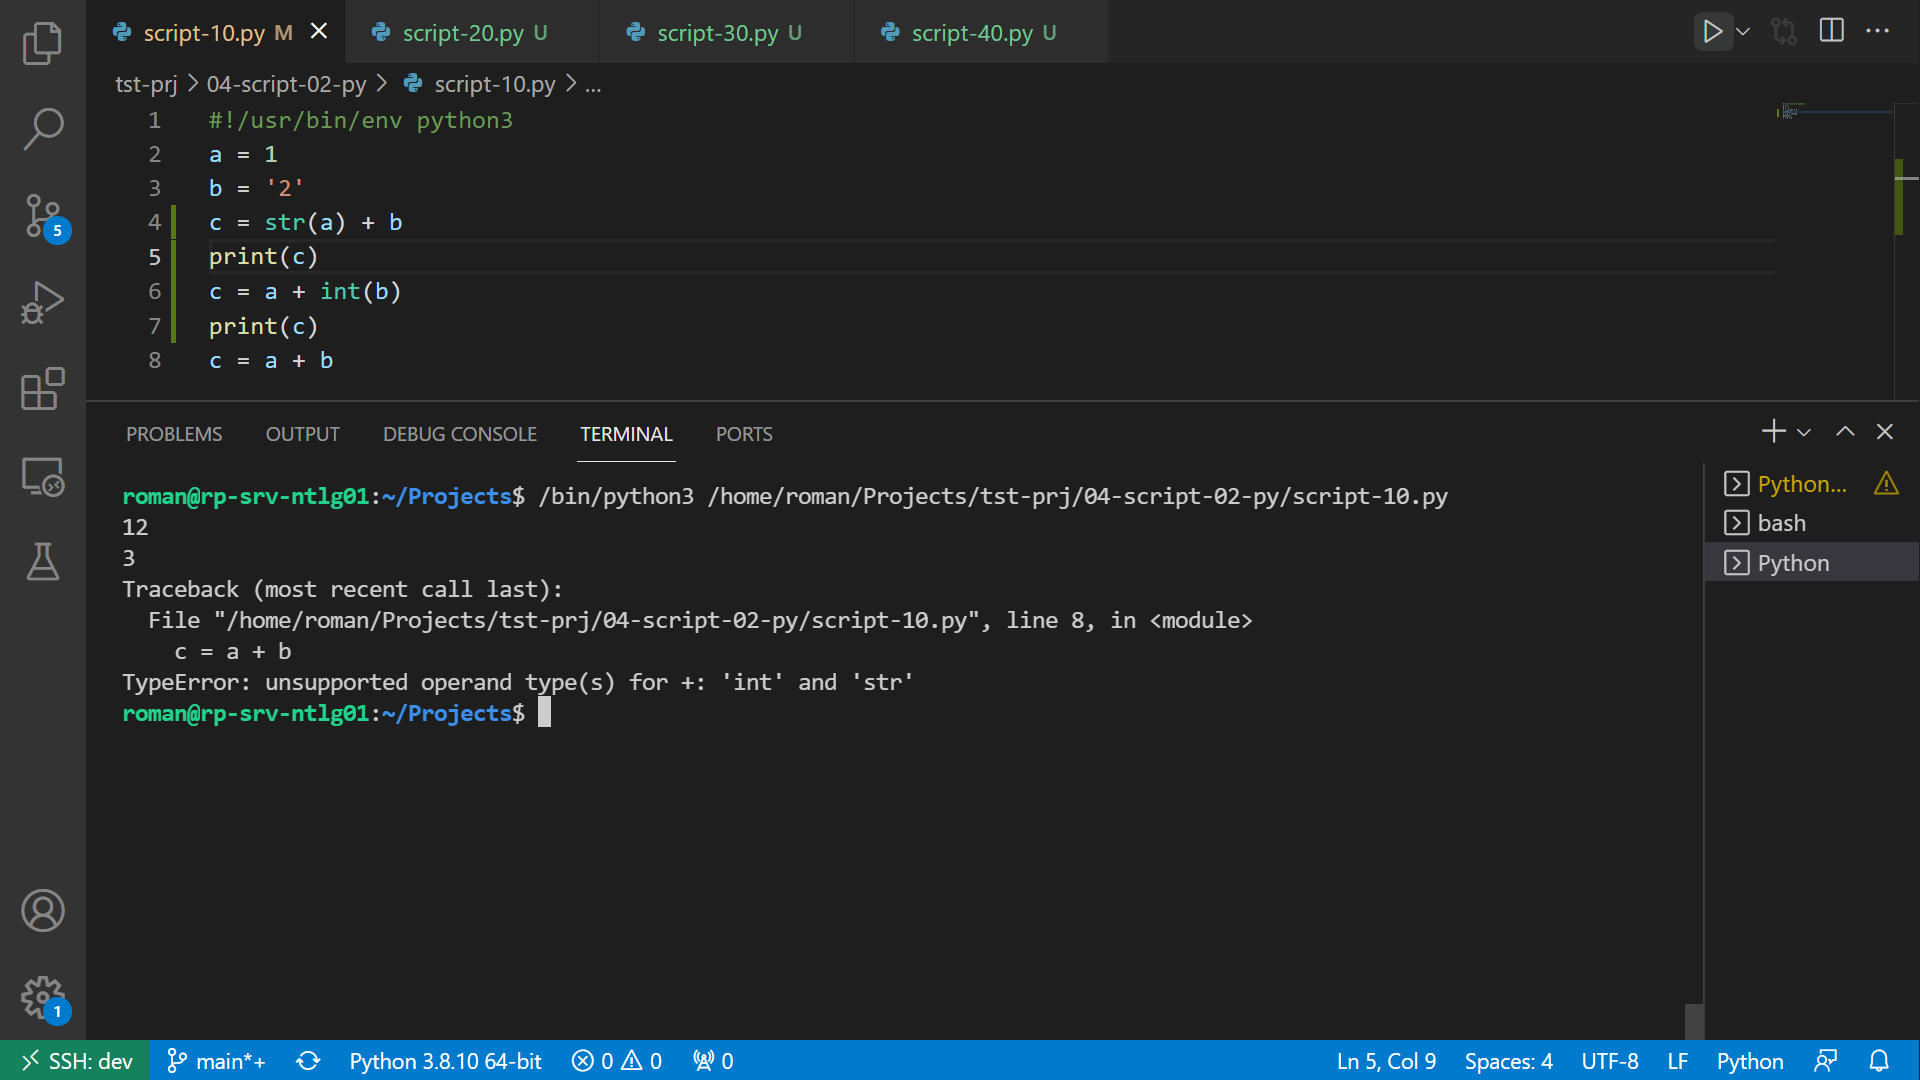 script-10.py M
script-20.py U
script-30.py U
script-40.py U
tst-prj > 04-script-02-py > script-10.py > ...
1 #!/usr/bin/env python3
2 a = 1
3 b = '2'
4 c = str(a) + b
5 print(c)
6 c = a + int(b)
7 print(c)
8 c = a + b
5
PROBLEMS OUTPUT DEBUG CONSOLE TERMINAL PORTS
roman@rp-srv-ntlg01:~/Projects$ /bin/python3 /home/roman/Projects/tst-prj/04-script-02-py/script-10.py
12
3
Traceback (most recent call last):
  File "/home/roman/Projects/tst-prj/04-script-02-py/script-10.py", line 8, in <module>
    c = a + b
TypeError: unsupported operand type(s) for +: 'int' and 'str'
roman@rp-srv-ntlg01:~/Projects$
Python...
bash
Python
1
SSH: dev main*+ Python 3.8.10 64-bit 0 0 0 Ln 5, Col 9 Spaces: 4 UTF-8 LF Python